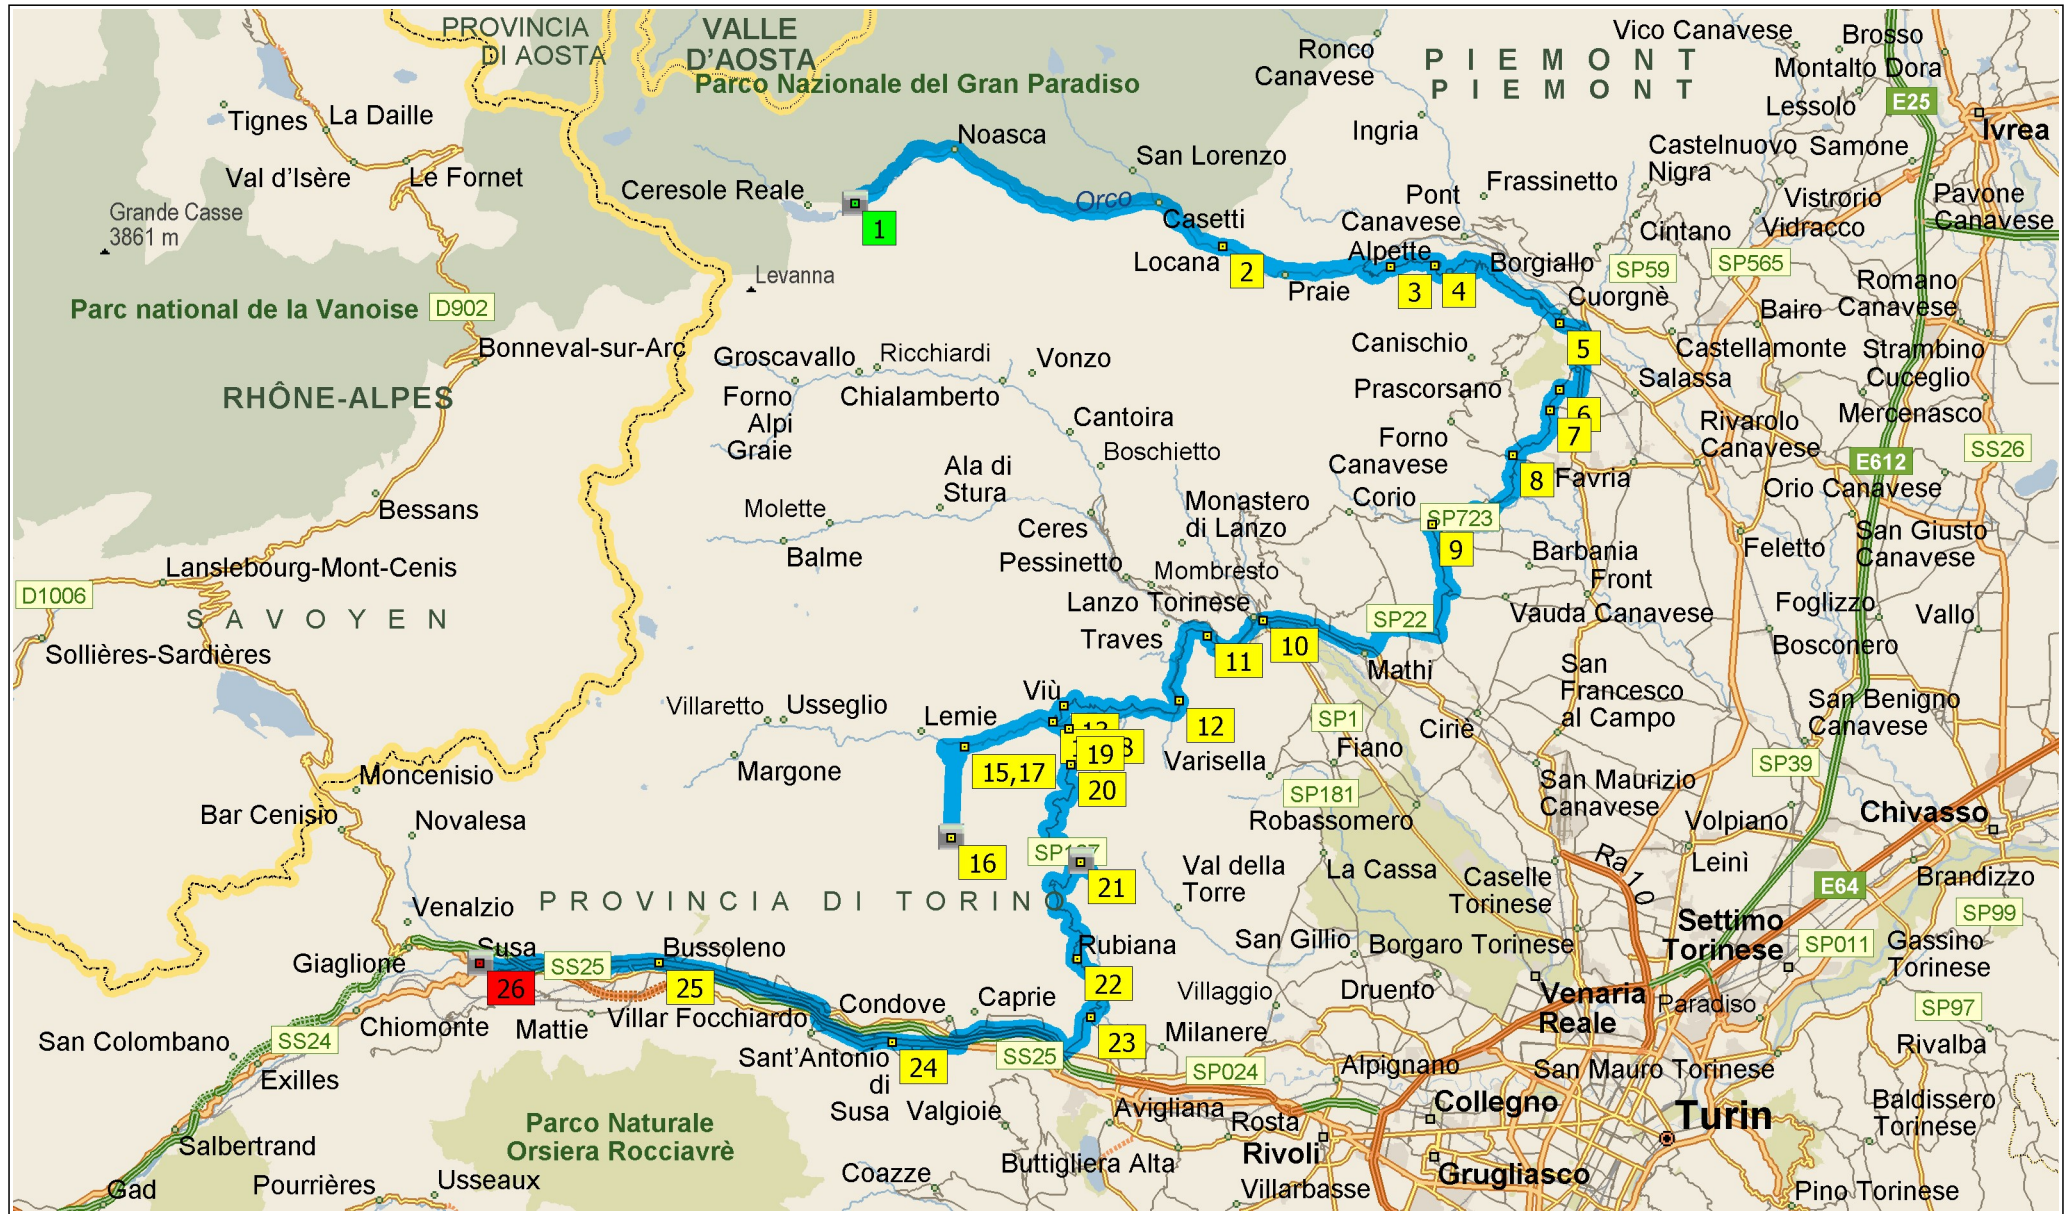 PROVINCIA
DI AOSTA
VALLE
D'AOSTA
Parco Nazionale del Gran Paradiso
Ronco
Canavese
P I E M O N T
P I E M O N T
Vico Canavese
Brosso
Montalto Dora
Lessolo
E25
Ivrea
Tignes
La Daille
Val d'Isère
Le Fornet
Noasca
San Lorenzo
Ingria
Castelnuovo
Nigra
Samone
Grande Casse
3861 m
Ceresole Reale
1
Orco
Casetti
Locana
2
Pont
Canavese
Frassinetto
Vistrorio
Vidracco
Pavone
Canavese
Cintano
Alpette
Borgiallo
SP59
SP565
Levanna
Praie
3
4
Cuorgnè
Romano
Canavese
Bairo
Parc national de la Vanoise
D902
Bonneval-sur-Arc
RHÔNE-ALPES
Groscavallo
Ricchiardi
Vonzo
Forno
Alpi
Graie
Chialamberto
Canischio
5
Castellamonte
Strambino
Cuceglio
Prascorsano
Salassa
6
7
Rivarolo
Canavese
Mercenasco
Cantoira
Boschietto
Forno
Canavese
8
Favria
E612
SS26
Orio Canavese
Bessans
Ala di
Stura
Molette
Balme
Ceres
Pessinetto
Monastero
di Lanzo
Mombresto
Corio
SP723
9
Barbania
Front
Feletto
San Giusto
Canavese
Lanslebourg-Mont-Cenis
D1006
S A V O Y E N
Sollières-Sardières
Lanzo Torinese
Traves
SP22
Vauda Canavese
Foglizzo
Vallo
Bosconero
10
11
Mathi
San
Francesco
al Campo
San Benigno
Canavese
Villaretto
Usseglio
Lemie
Viù
12
13
SP1
Ciriè
Fiano
Varisella
19
20
15,17
Margone
SP39
San Maurizio
Canavese
SP181
Robassomero
Volpiano
Chivasso
Moncenisio
Bar Cenisio
Novalesa
16
21
Val della
Torre
La Cassa
Leinì
Ra10
E64
Brandizzo
Caselle
Torinese
SP99
Venalzio
PROVINCIA DI TORINO
Settimo
Torinese
SP011
Gassino
Torinese
Giaglione
Susa
26
SS25
Bussoleno
25
Rubiana
22
San Gillio
Borgaro Torinese
Villaggio
Druento
Venaria
Reale
Paradiso
SP97
Chiomonte
Mattie
Villar Focchiardo
Condove
Caprie
23
Milanere
San Colombano
SS24
Exilles
Sant'Antonio
di
Susa
24
SS25
SP024
Alpignano
San Mauro Torinese
Rivalba
Parco Naturale
Orsiera Rocciavrè
Valgioie
Avigliana
Rosta
Collegno
Turin
Baldissero
Torinese
Salbertrand
Gad
Pourrières
Usseaux
Coazze
Buttigliera Alta
Rivoli
Villarbasse
Grugliasco
Pino Torinese